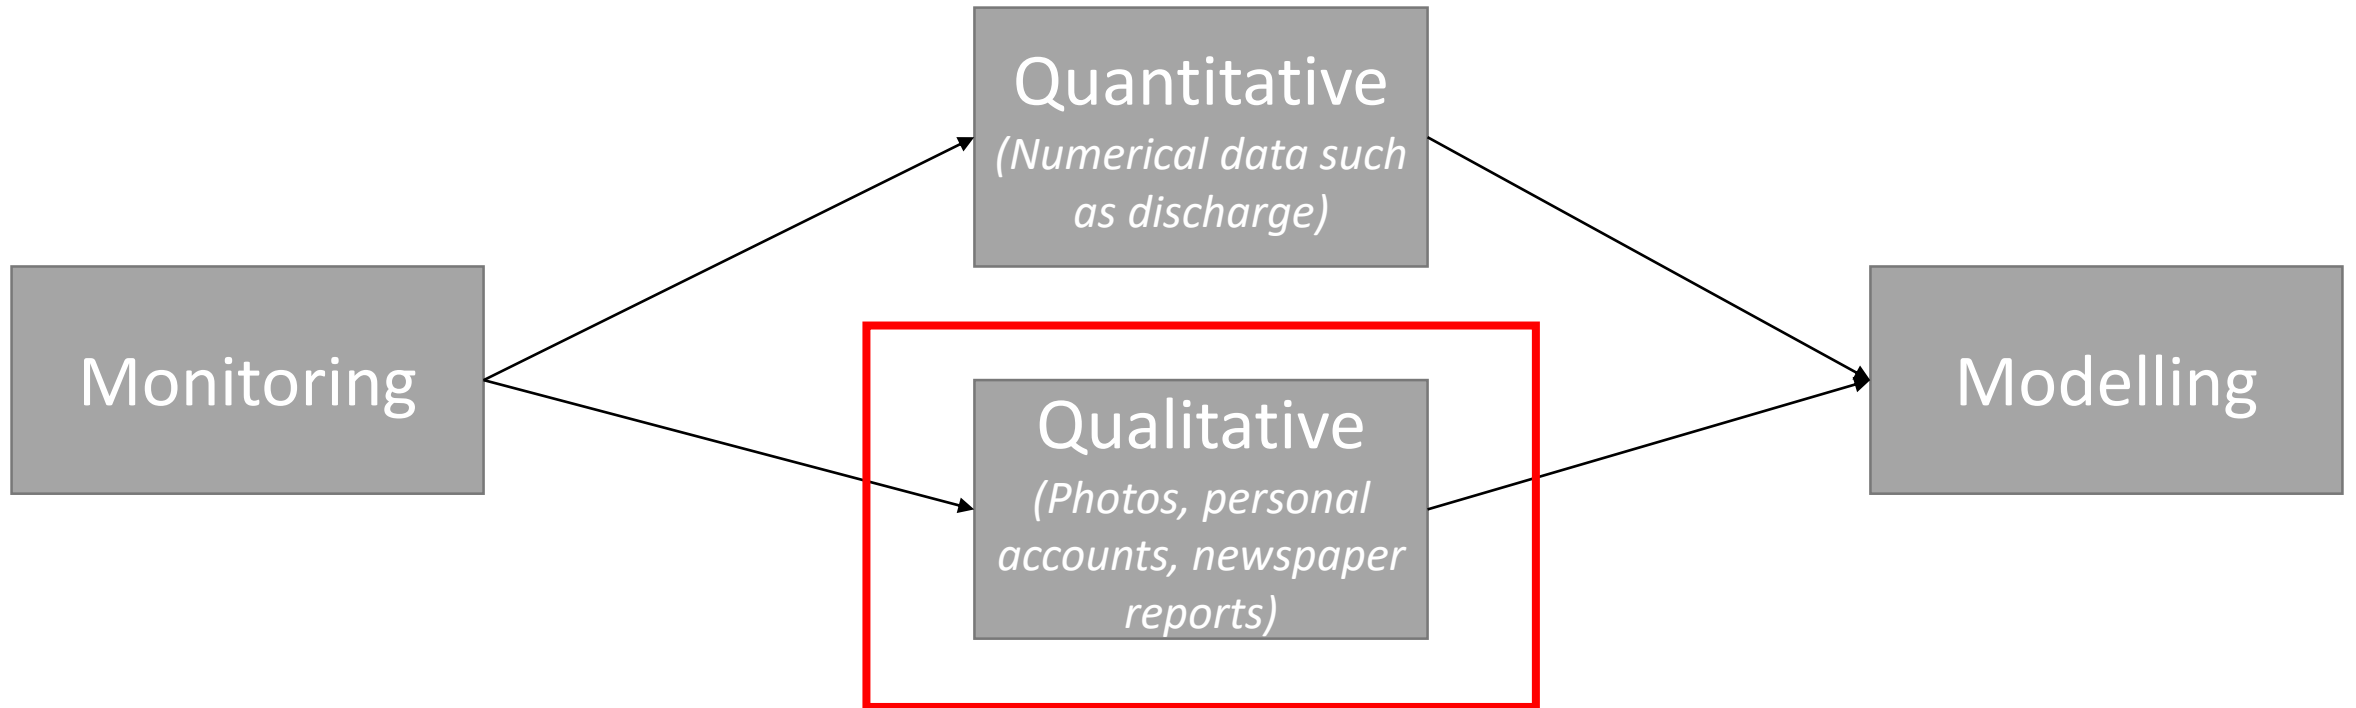 Monitoring
Quantitative
(Numerical data such
as discharge)
Qualitative
(Photos, personal
accounts, newspaper
reports)
Modelling